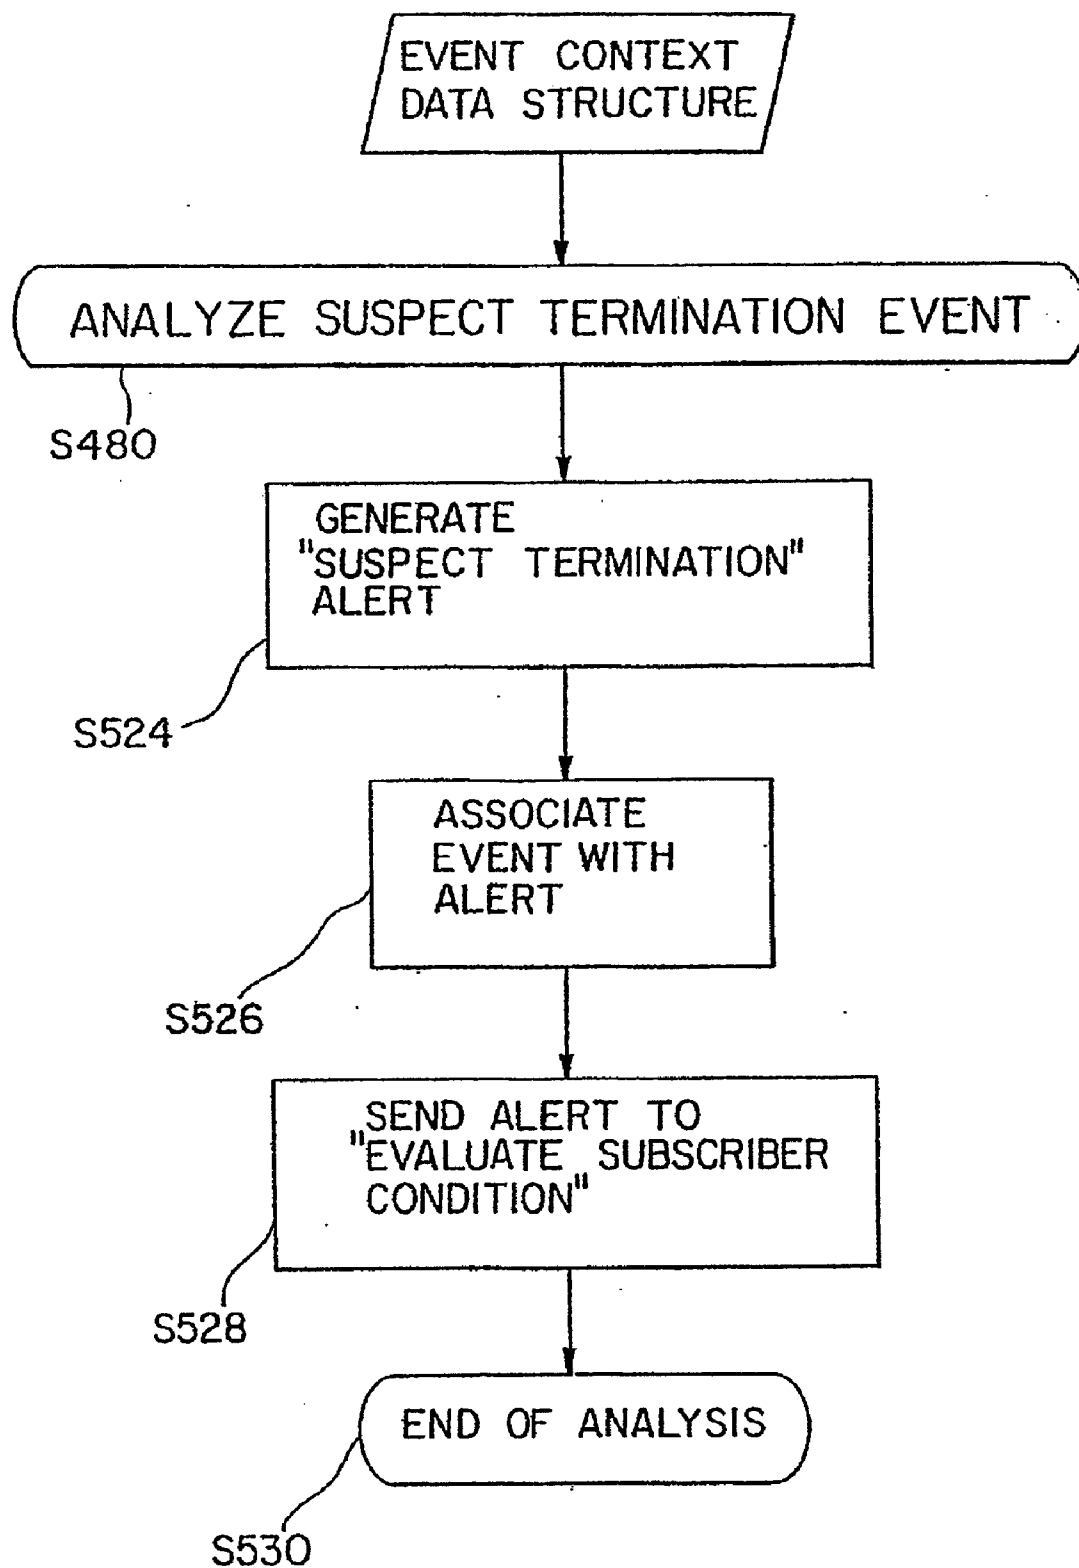 EVENT CONTEXT
DATA STRUCTURE
ANALYZE SUSPECT TERMINATION EVENT
S480
GENERATE
"SUSPECT TERMINATION"
ALERT
S524
ASSOCIATE
EVENT WITH
ALERT
S526
SEND ALERT TO
"EVALUATE SUBSCRIBER
CONDITION"
S528
END OF ANALYSIS
S530